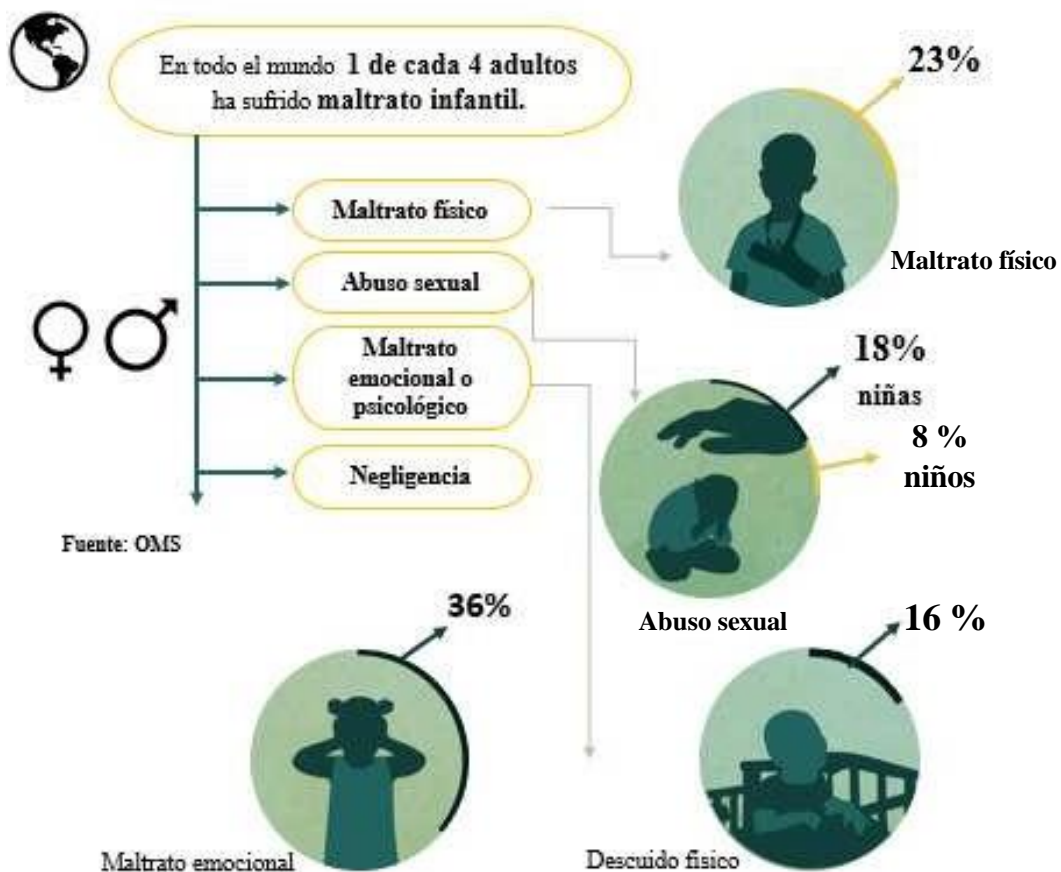 En todo el mundo 1 de cada 4 adultos
ha sufrido maltrato infantil.
23%
Maltrato físico
Maltrato físico
Abuso sexual
Maltrato
emocional o
psicológico
18%
niñas
8 %
niños
Negligencia
Fuente: OMS
Abuso sexual
36%
16 %
Maltrato emocional
Descuido físico